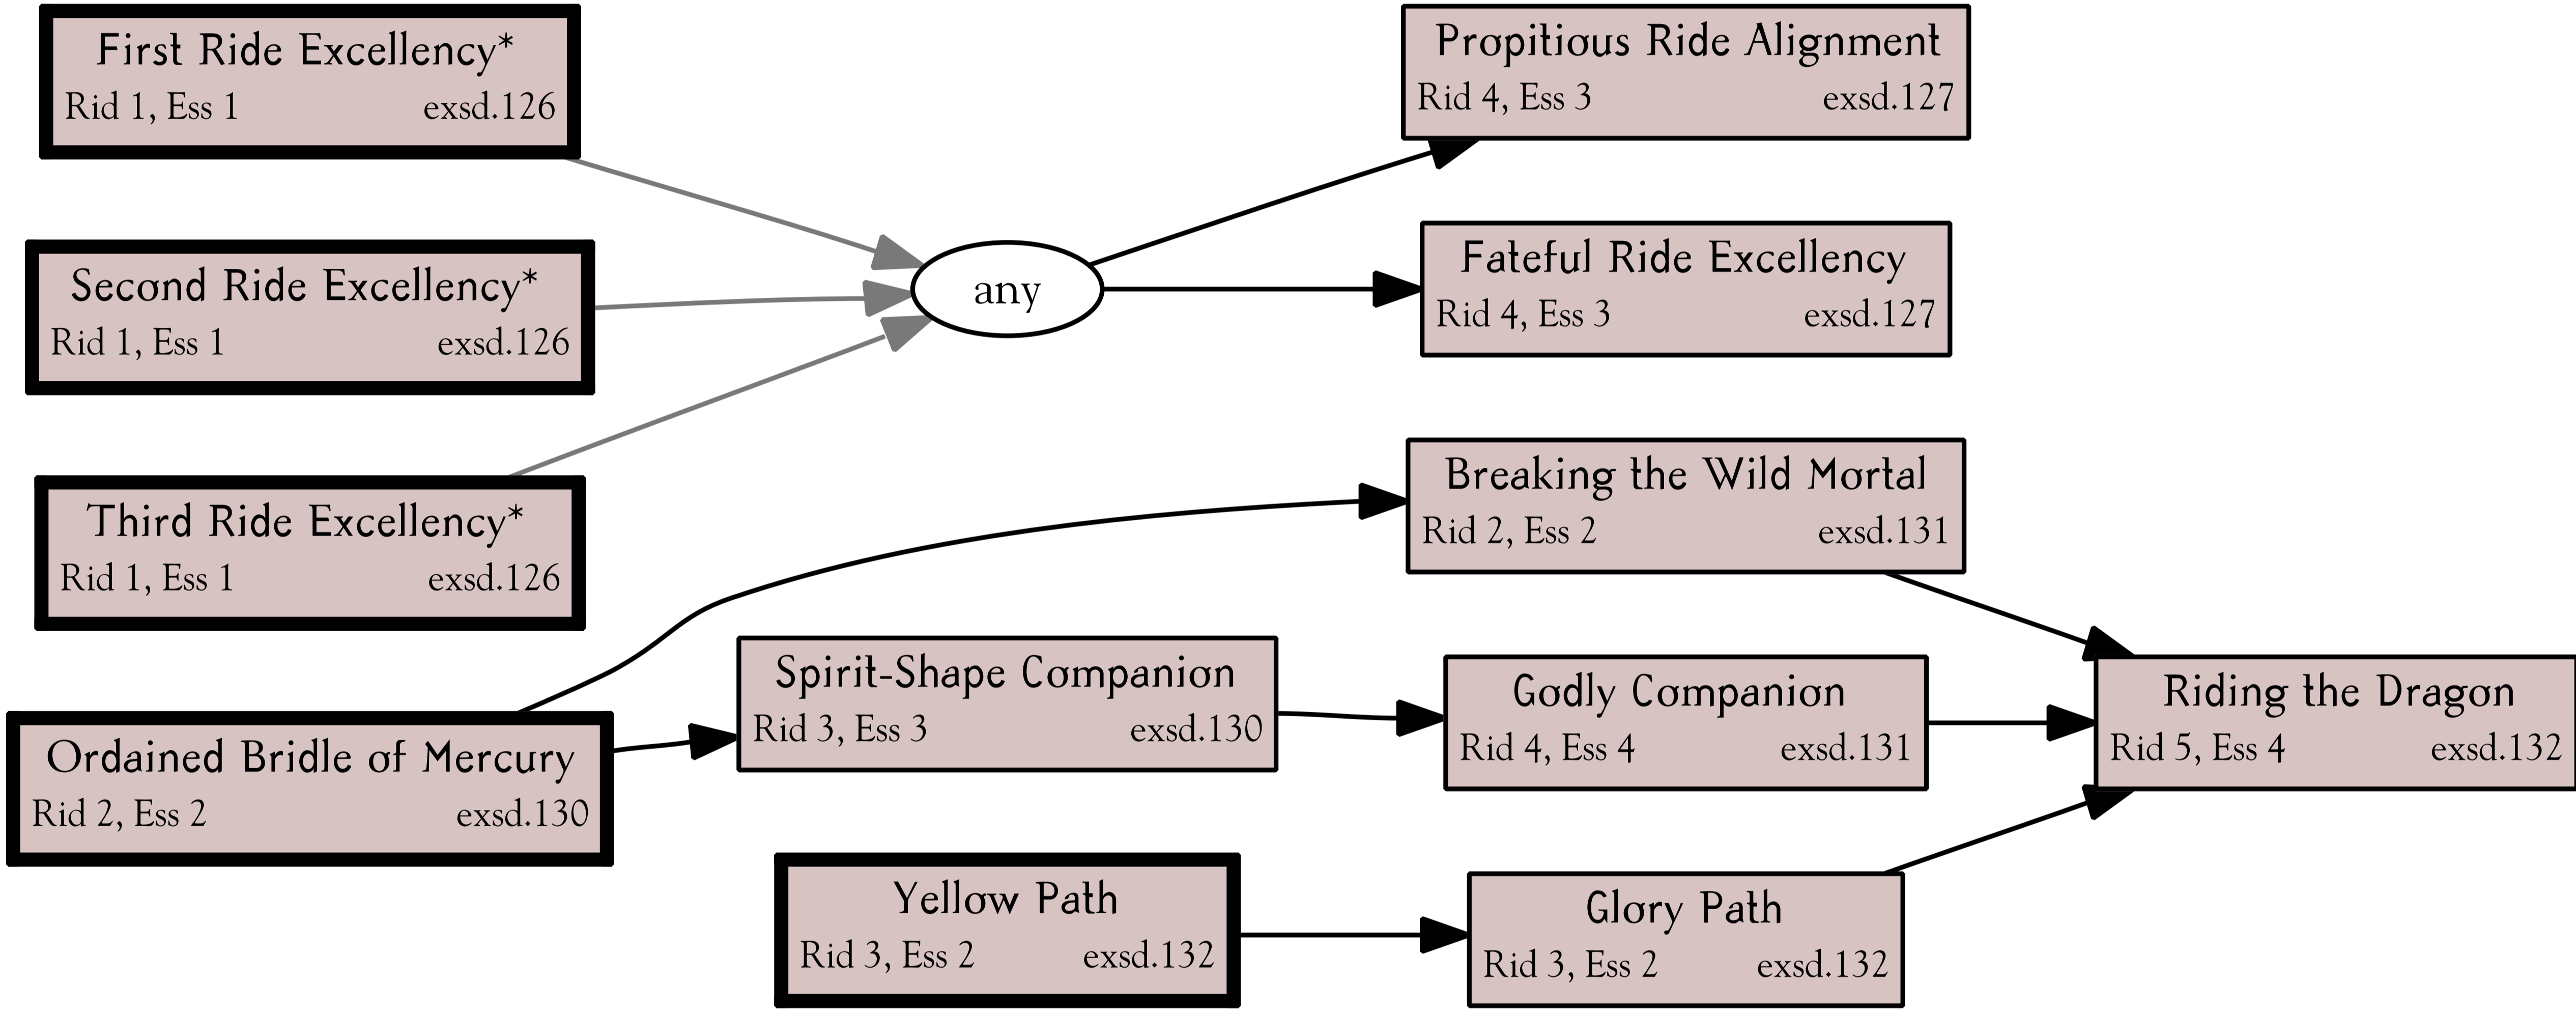 First Ride Excellency*
Rid 1, Ess 1 exsd.126
Second Ride Excellency*
Rid 1, Ess 1 exsd.126
Third Ride Excellency*
Rid 1, Ess 1 exsd.126
Ordained Bridle of Mercury
Rid 2, Ess 2 exsd.130
any
Spirit-Shape Companion
Rid 3, Ess 3 exsd.130
Yellow Path
Rid 3, Ess 2 exsd.132
Propitious Ride Alignment
Rid 4, Ess 3 exsd.127
Fateful Ride Excellency
Rid 4, Ess 3 exsd.127
Breaking the Wild Mortal
Rid 2, Ess 2 exsd.131
Godly Companion
Rid 4, Ess 4 exsd.131
Glory Path
Rid 3, Ess 2 exsd.132
Riding the Dragon
Rid 5, Ess 4 exsd.132